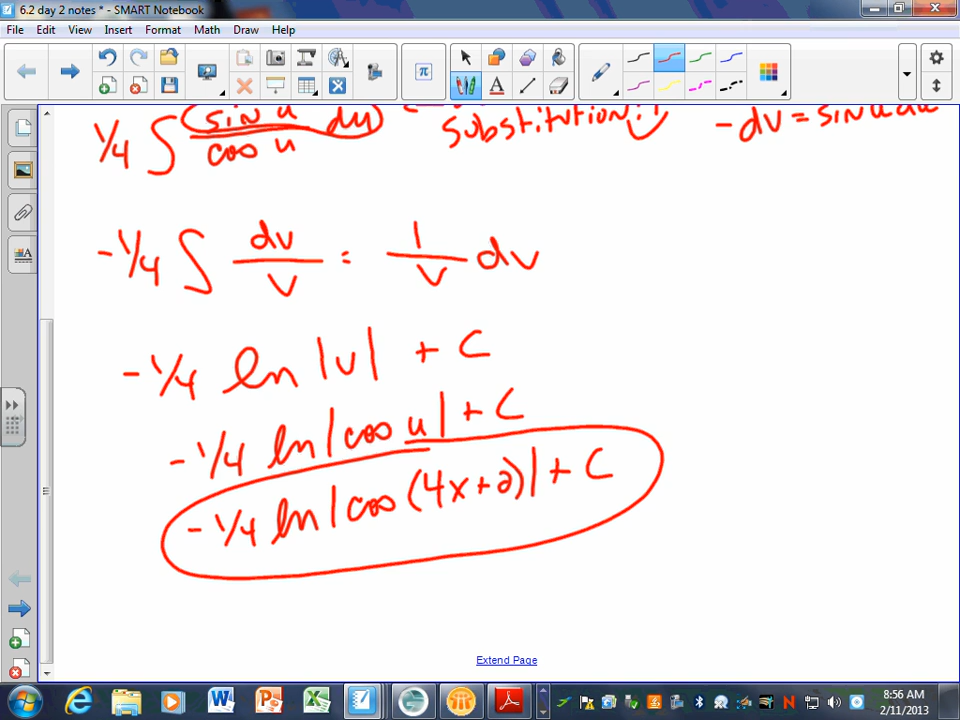 6.2 day 2 notes * - SMART Notebook
File Edit View Insert Format Math Draw Help
1/4 ∫ (sin u du) / cos u
substitution!!
-dv = sin u du
-1/4 ∫ dv/v = 1/v dv
-1/4 ln |v| + C
-1/4 ln |cos u| + C
-1/4 ln |cos (4x+2)| + C
Extend Page
8:56 AM
2/11/2013